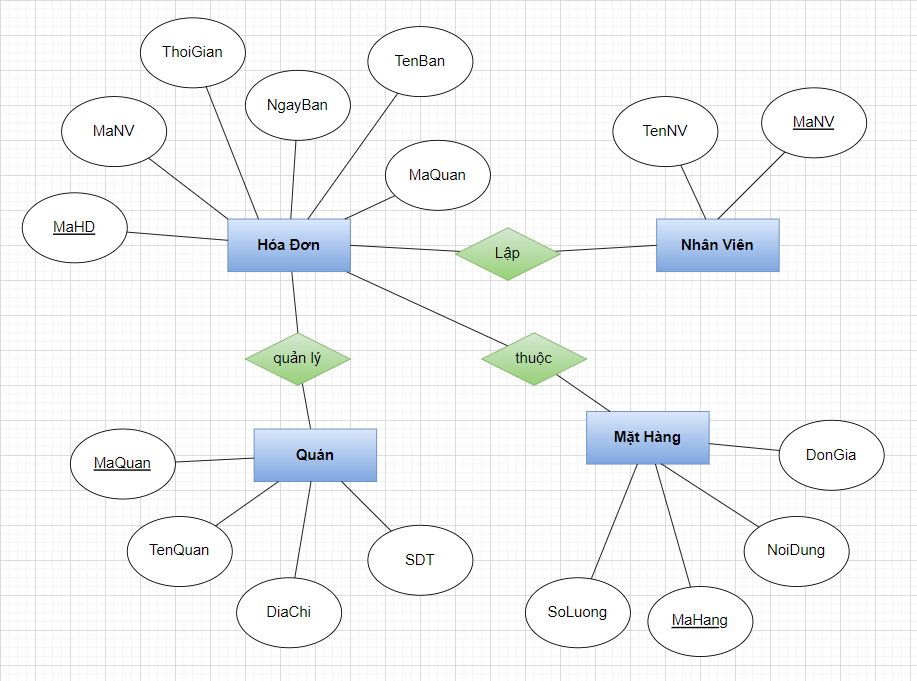 ThoiGian
TenBan
NgayBan
MaNV
TenNV
MaNV
MaQuan
MaHD
Hóa Đơn
Lập
Nhân Viên
quản lý
thuộc
Quán
Mặt Hàng
MaQuan
DonGia
TenQuan
SDT
NoiDung
DiaChi
SoLuong
MaHang